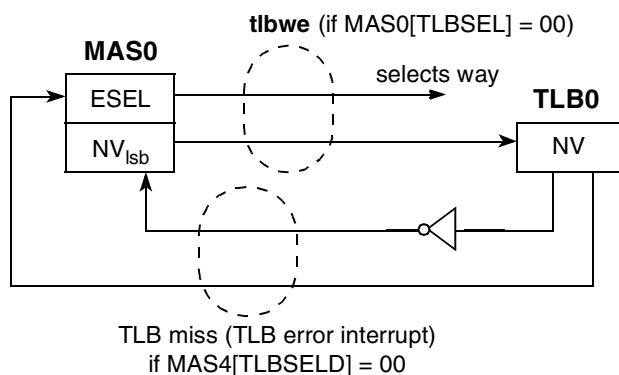 tlbwe (if MAS0[TLBSEL] = 00)
MAS0
selects way
TLB0
ESEL
NVlsb
NV
TLB miss (TLB error interrupt)
if MAS4[TLBSELD] = 00